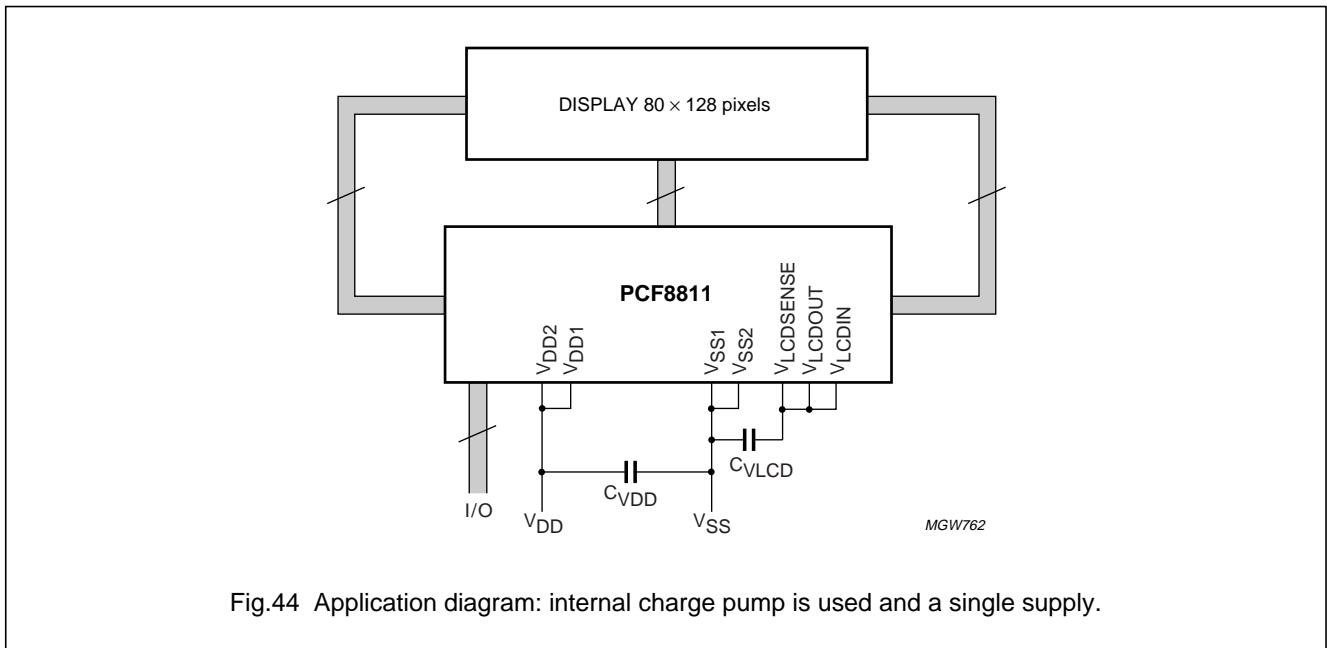 DISPLAY 80 × 128 pixels
PCF8811
VDD2
VDD1
VSS1
VSS2
VLCDSENSE
VLCDOUT
VLCDIN
CVLCD
CVDD
I/O
VDD
VSS
MGW762
Fig.44 Application diagram: internal charge pump is used and a single supply.